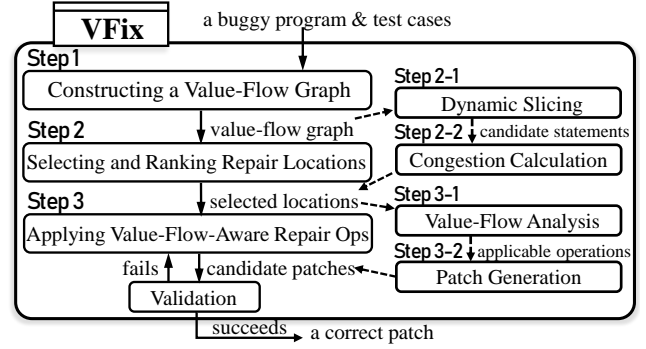 VFix
a buggy program & test cases
Step 1
Constructing a Value-Flow Graph
value-flow graph
Step 2
Selecting and Ranking Repair Locations
selected locations
Step 3
Applying Value-Flow-Aware Repair Ops
fails
candidate patches
Validation
succeeds
a correct patch
Step 2-1
Dynamic Slicing
Step 2-2
candidate statements
Congestion Calculation
Step 3-1
Value-Flow Analysis
Step 3-2
applicable operations
Patch Generation